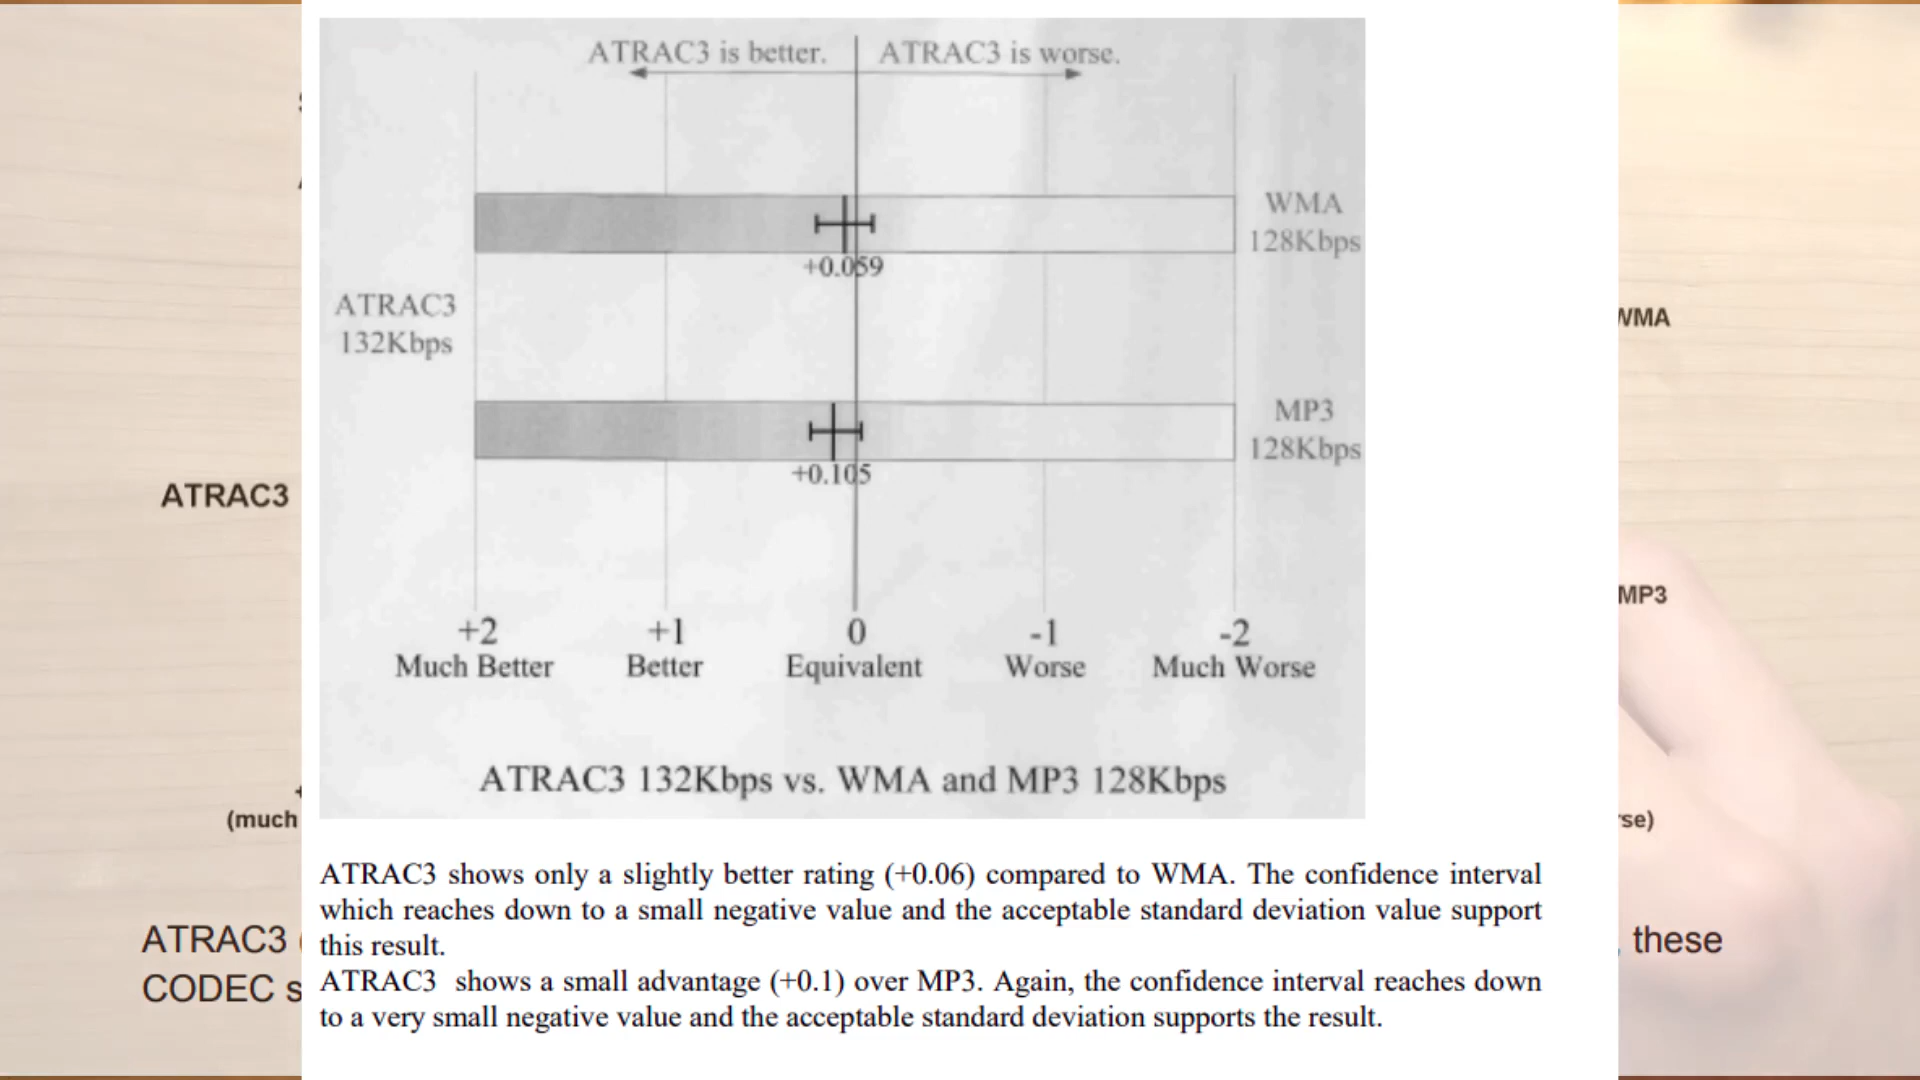 ATRAC3 is better.
ATRAC3 is worse.
WMA
128Kbps
+0.059
ATRAC3
132Kbps
MP3
128Kbps
+0.105
+2
+1
0
-1
-2
Much Better
Better
Equivalent
Worse
Much Worse
ATRAC3 132Kbps vs. WMA and MP3 128Kbps
ATRAC3 shows only a slightly better rating (+0.06) compared to WMA. The confidence interval
which reaches down to a small negative value and the acceptable standard deviation value support
this result.
ATRAC3 shows a small advantage (+0.1) over MP3. Again, the confidence interval reaches down
to a very small negative value and the acceptable standard deviation supports the result.
ATRAC3
(much
ATRAC3
CODEC s
WMA
MP3
se)
these